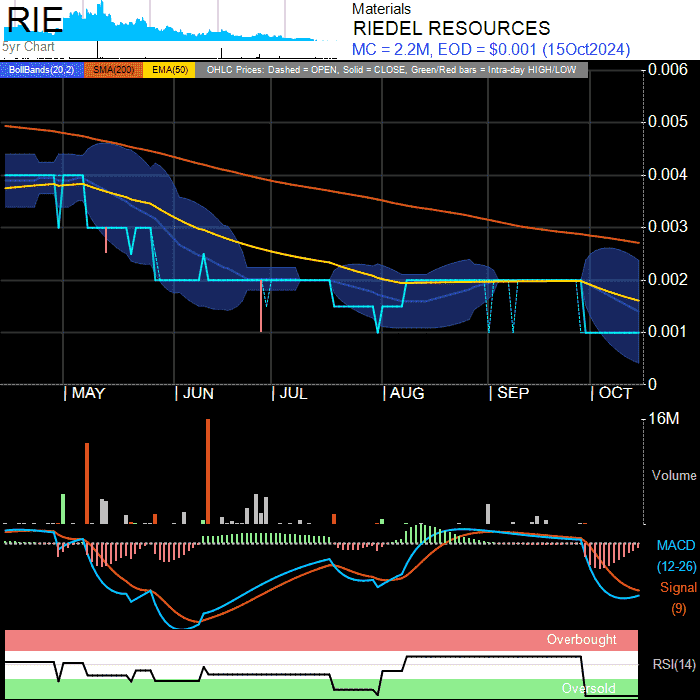 RIE
5yr Chart
Materials
RIEDEL RESOURCES
MC = 2.2M, EOD = $0.001 (15Oct2024)
BollBands(20,2) SMA(200) EMA(50) OHLC Prices: Dashed = OPEN, Solid = CLOSE, Green/Red bars = Intra-day HIGH/LOW
0.006
0.005
0.004
0.003
0.002
0.001
0
MAY JUN JUL AUG SEP OCT
16M
Volume
MACD
(12-26)
Signal
(9)
Overbought
RSI(14)
Oversold